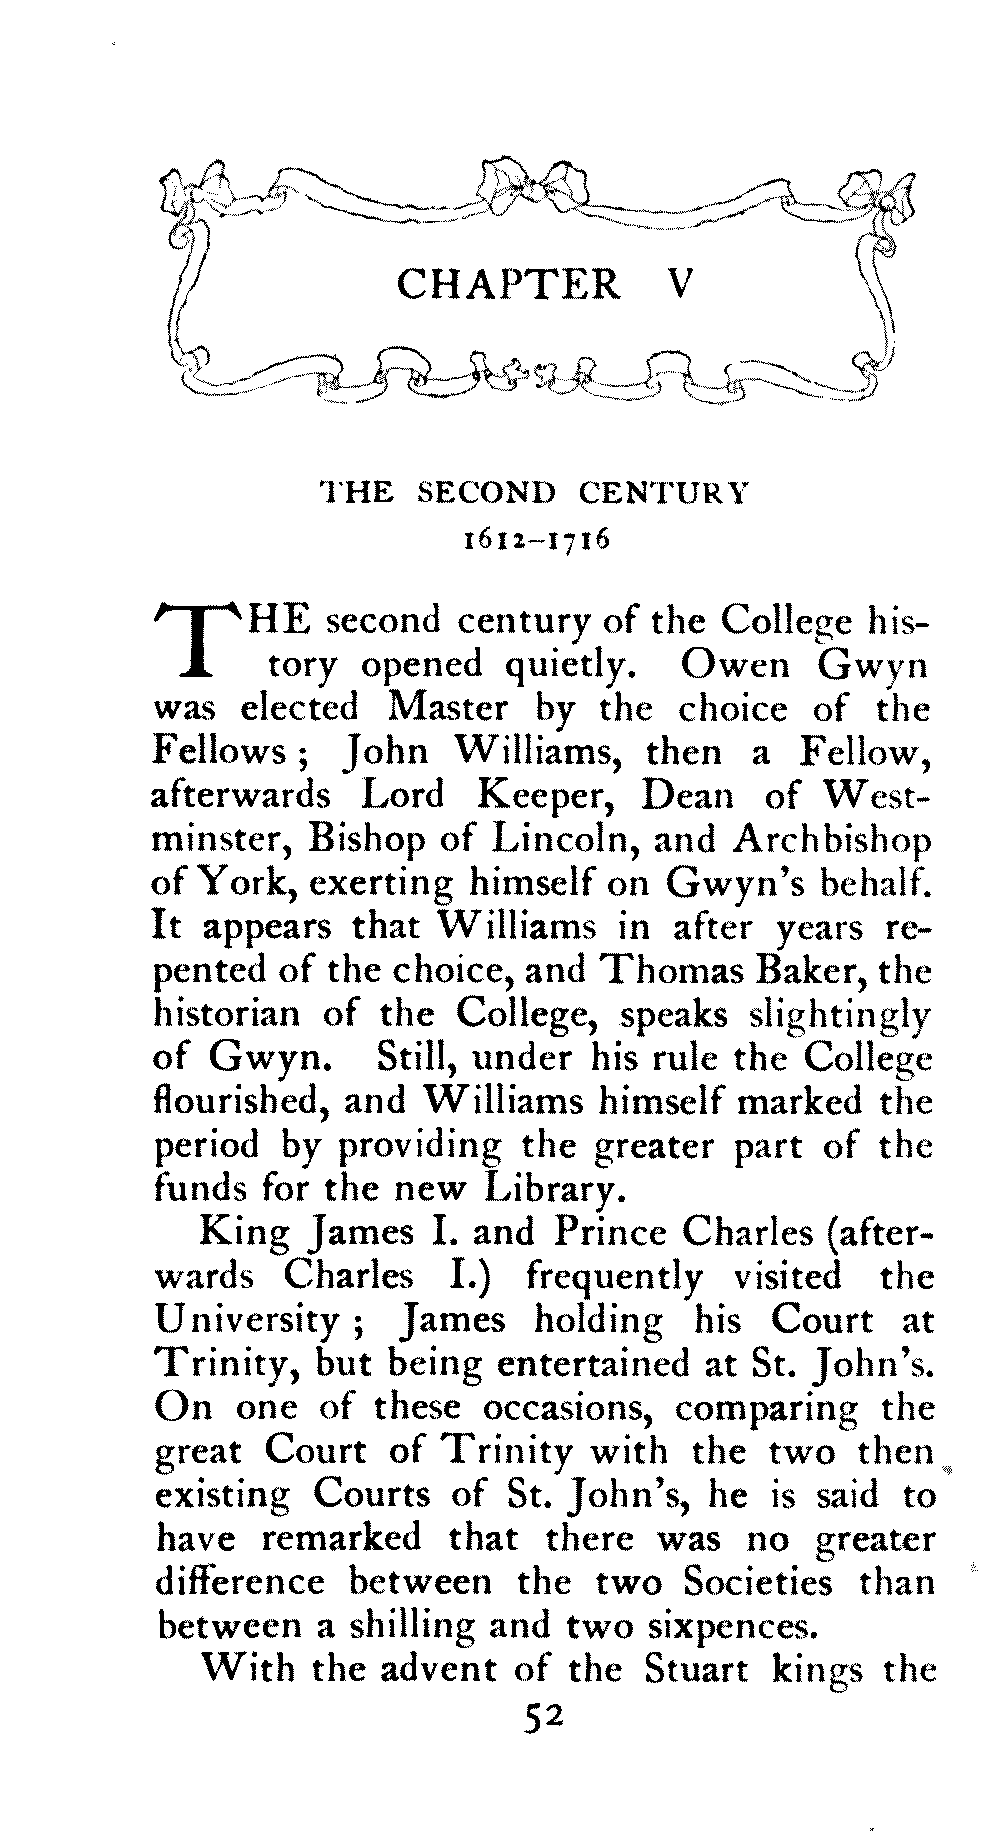 CHAPTER V
THE SECOND CENTURY
1612–1716
THE second century of the College his-
tory opened quietly. Owen Gwyn
was elected Master by the choice of the
Fellows ; John Williams, then a Fellow,
afterwards Lord Keeper, Dean of West-
minster, Bishop of Lincoln, and Archbishop
of York, exerting himself on Gwyn's behalf.
It appears that Williams in after years re-
pented of the choice, and Thomas Baker, the
historian of the College, speaks slightingly
of Gwyn. Still, under his rule the College
flourished, and Williams himself marked the
period by providing the greater part of the
funds for the new Library.
King James I. and Prince Charles (after-
wards Charles I.) frequently visited the
University ; James holding his Court at
Trinity, but being entertained at St. John's.
On one of these occasions, comparing the
great Court of Trinity with the two then
existing Courts of St. John's, he is said to
have remarked that there was no greater
difference between the two Societies than
between a shilling and two sixpences.
With the advent of the Stuart kings the
52